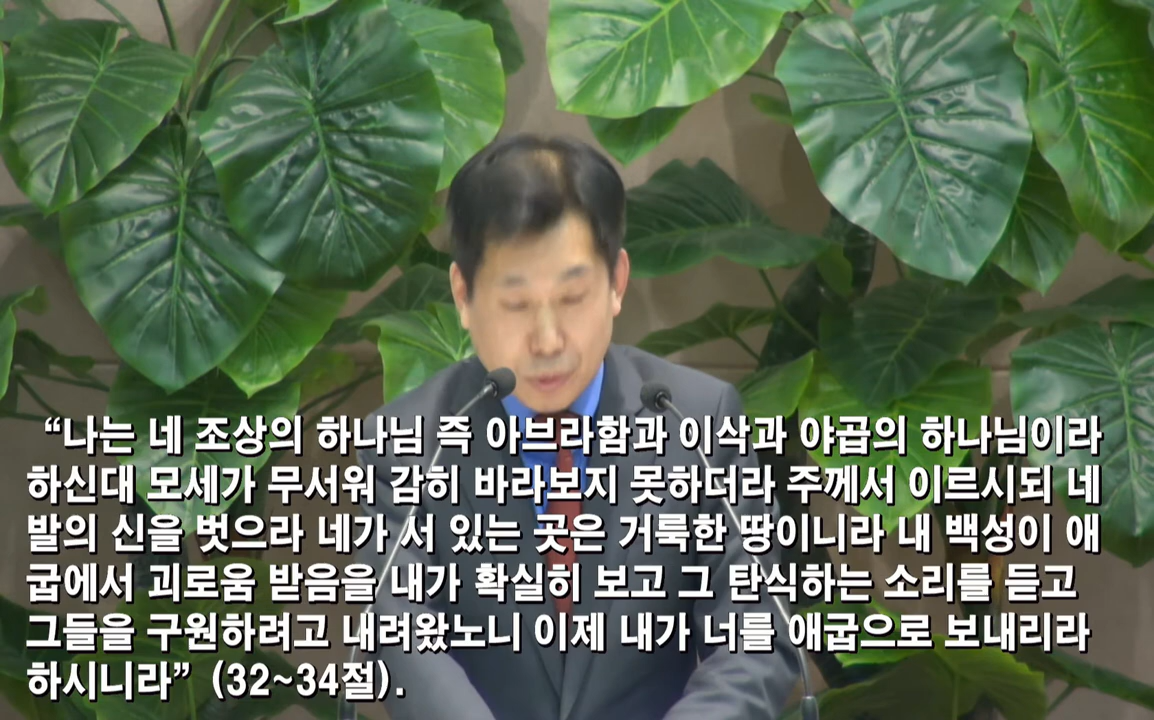 “나는 네 조상의 하나님 즉 아브라함과 이삭과 야곱의 하나님이라
하신대 모세가 무서워 감히 바라보지 못하더라 주께서 이르시되 네
발의 신을 벗으라 네가 서 있는 곳은 거룩한 땅이니라 내 백성이 애
굽에서 괴로움 받음을 내가 확실히 보고 그 탄식하는 소리를 듣고
그들을 구원하려고 내려왔노니 이제 내가 너를 애굽으로 보내리라
하시니라” (32~34절).